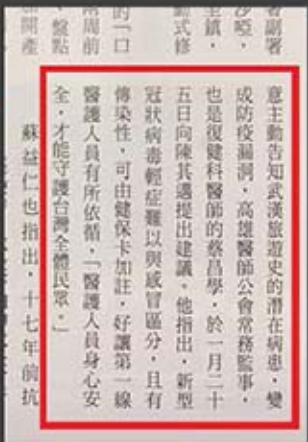 意主動告知武漢旅遊史的潛在病患，變
成防疫漏洞，高雄醫師公會常務監事，
也是復健科醫師的蔡昌學，於一月二十
五日向陳其邁提出建議。他指出，新型
冠狀病毒輕症難以與感冒區分，且有
傳染性，可由健保卡加註，好讓第一線
醫護人員有所依循，「醫護人員身心安
全，才能守護台灣全體民眾。」
蘇益仁也指出，十七年前抗